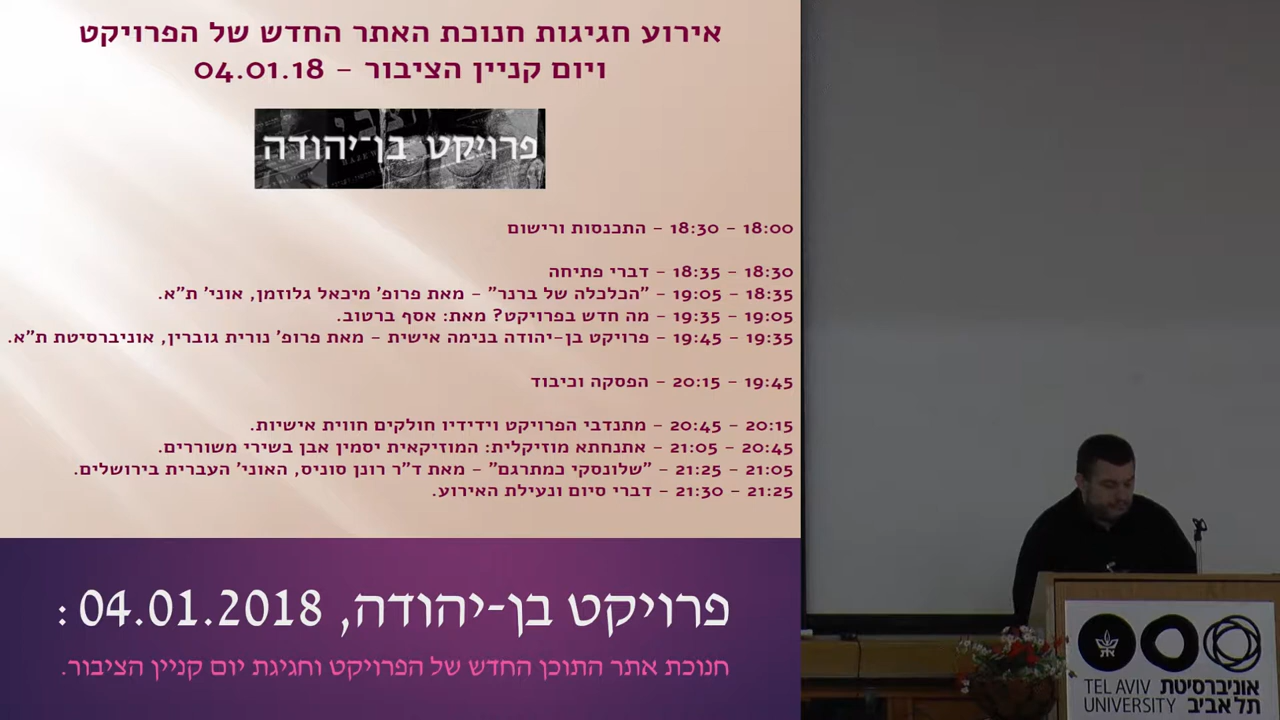 אירוע חגיגות חנוכת האתר החדש של הפרויקט
ויום קניין הציבור – 04.01.18
פרויקט בן־יהודה
18:00 – 18:30 – התכנסות ורישום
18:30 – 18:35 – דברי פתיחה
18:35 – 19:05 – "הכלכלה של ברנר" – מאת פרופ' מיכאל גלוזמן, אוני' ת"א.
19:05 – 19:35 – מה חדש בפרויקט? מאת: אסף ברטוב.
19:35 – 19:45 – פרויקט בן-יהודה בנימה אישית – מאת פרופ' נורית גוברין, אוניברסיטת ת"א.
19:45 – 20:15 – הפסקה וכיבוד
20:15 – 20:45 – מתנדבי הפרויקט וידידיו חולקים חווית אישיות.
20:45 – 21:05 – אתנחתא מוזיקלית: המוזיקאית יסמין אבן בשירי משוררים.
21:05 – 21:25 – "שלונסקי כמתרגם" – מאת ד"ר רונן סוניס, האוני' העברית בירושלים.
21:25 – 21:30 – דברי סיום ונעילת האירוע.
פרויקט בן-יהודה, 04.01.2018 :
חנוכת אתר התוכן החדש של הפרויקט וחגיגת יום קניין הציבור.
TEL AVIV אוניברסיטת
UNIVERSITY תל אביב